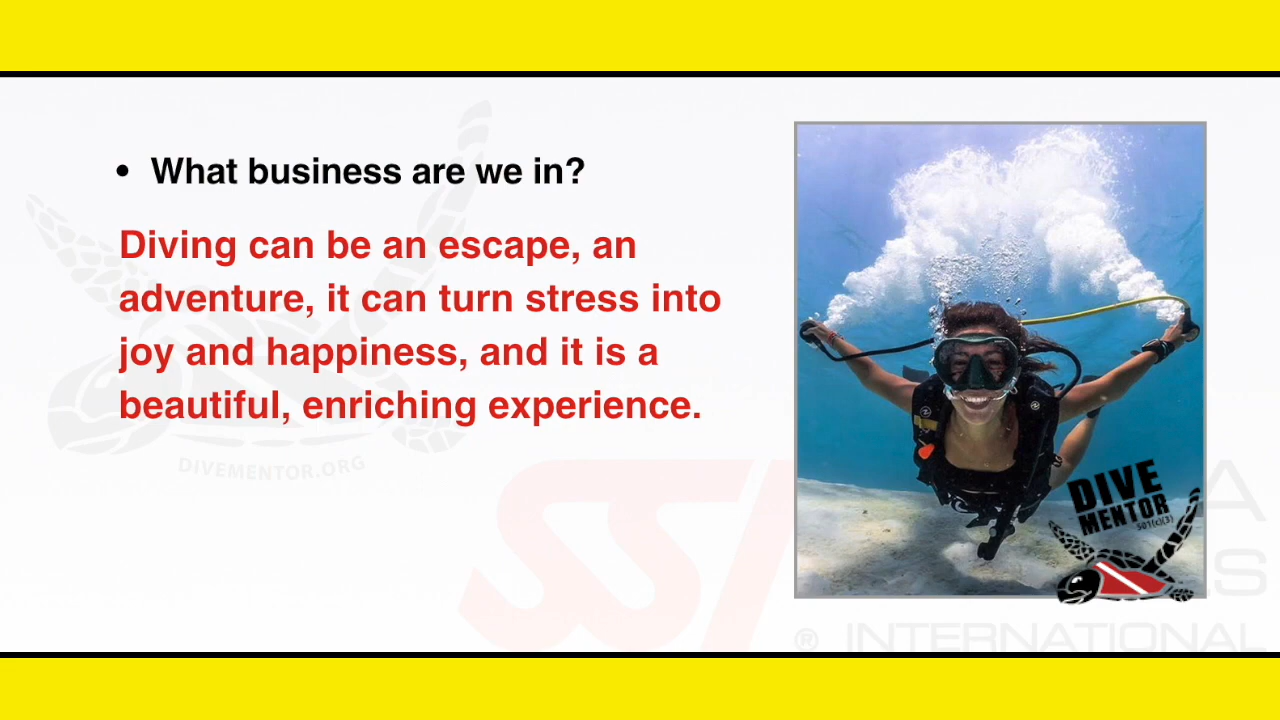 • What business are we in?
Diving can be an escape, an
adventure, it can turn stress into
joy and happiness, and it is a
beautiful, enriching experience.
DIVEMENTOR.ORG
DIVE
MENTOR
501(c)(3)
SSI
A
S
® INTERNATIONAL